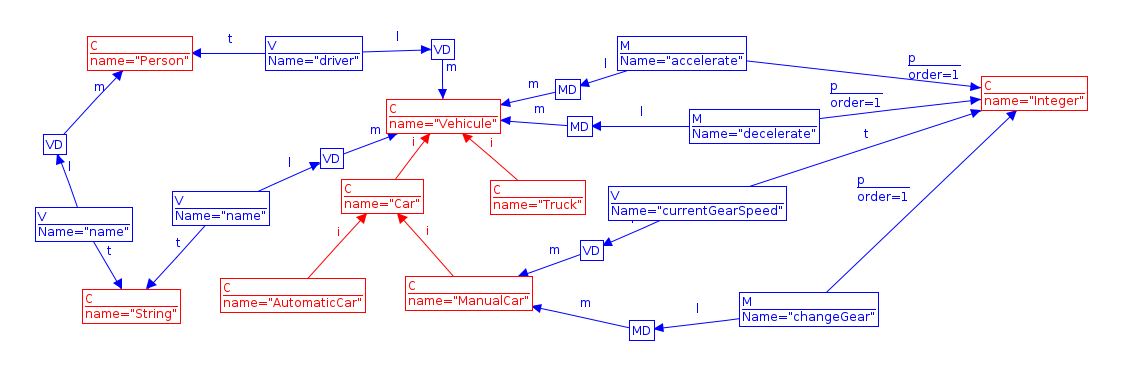 t
C
name="Person"
V
Name="driver"
l
VD
m
M
Name="accelerate"
l
p
order=1
m
MD
C
name="Integer"
m
C
name="Vehicule"
m
MD
l
M
Name="decelerate"
p
order=1
t
VD
l
m
VD
l
i
i
V
Name="name"
C
name="Car"
C
name="Truck"
V
Name="currentGearSpeed"
p
order=1
V
Name="name"
t
t
i
i
m
VD
C
name="String"
C
name="AutomaticCar"
C
name="ManualCar"
m
MD
l
M
Name="changeGear"